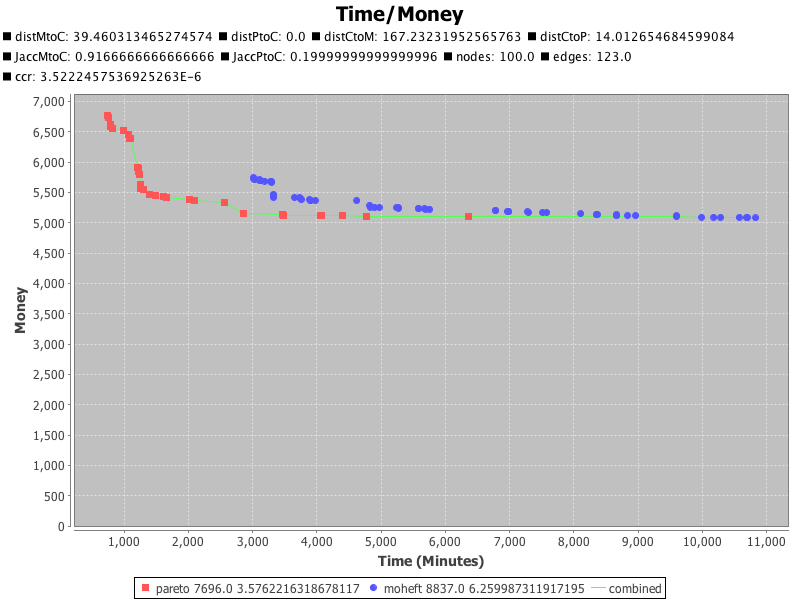 Time/Money
distMtoC: 39.460313465274574 distPtoC: 0.0 distCtoM: 167.23231952565763 distCtoP: 14.012654684599084
JaccMtoC: 0.9166666666666666 JaccPtoC: 0.19999999999999996 nodes: 100.0 edges: 123.0
ccr: 3.5222457536925263E-6
7,000
6,500
6,000
5,500
5,000
4,500
4,000
3,500
3,000
2,500
2,000
1,500
1,000
500
0
Money
1,000 2,000 3,000 4,000 5,000 6,000 7,000 8,000 9,000 10,000 11,000
Time (Minutes)
pareto 7696.0 3.5762216318678117 moheft 8837.0 6.259987311917195 combined